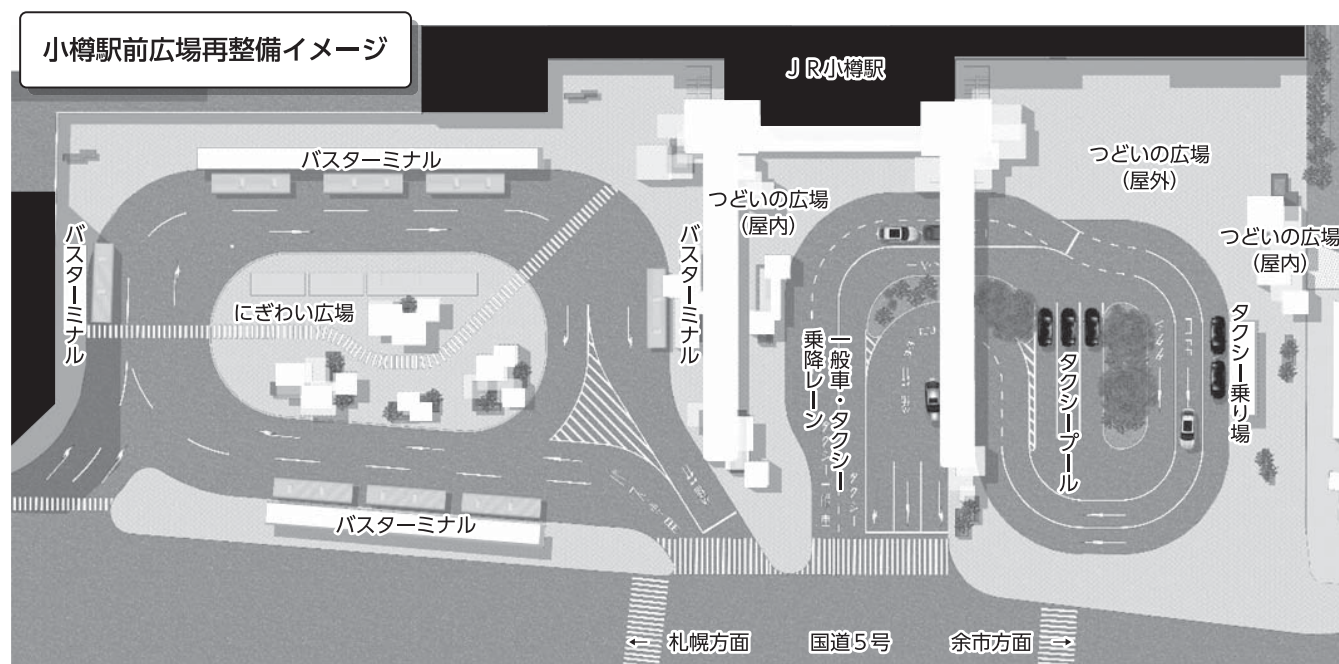 小樽駅前広場再整備イメージ
ＪＲ小樽駅
バスターミナル
つどいの広場
（屋外）
つどいの広場
（屋内）
つどいの広場
（屋内）
バスターミナル
バスターミナル
にぎわい広場
一般車・タクシー
乗降レーン
タクシープール
タクシー乗り場
バスターミナル
← 札幌方面
国道５号
余市方面 →